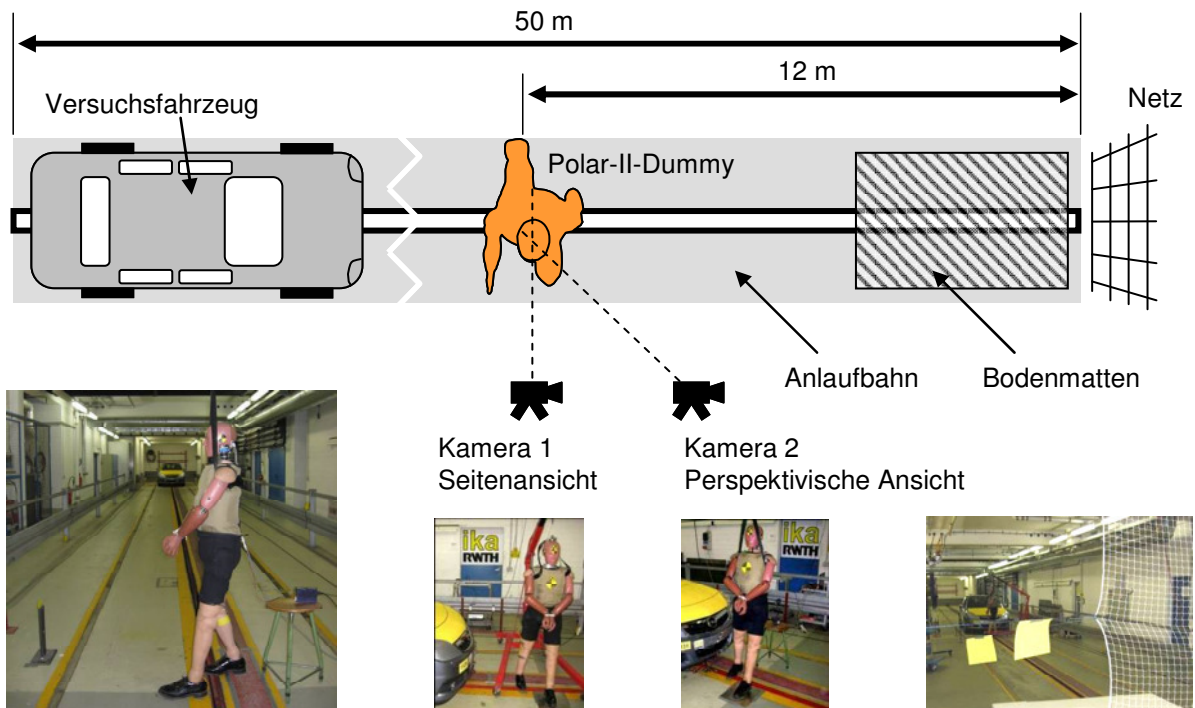 50 m
12 m
Versuchsfahrzeug
Netz
Polar-II-Dummy
Anlaufbahn
Bodenmatten
Kamera 1
Seitenansicht
Kamera 2
Perspektivische Ansicht
ika
RWTH
ika
RWTH